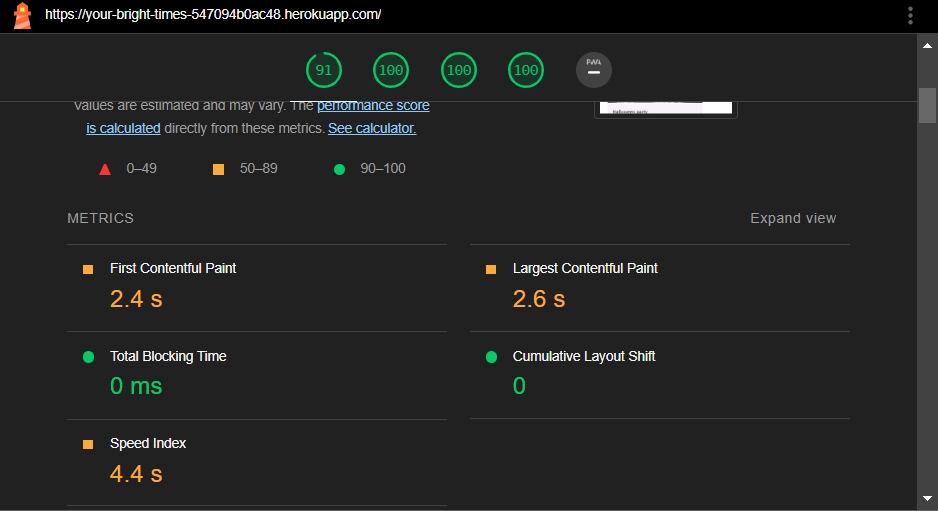 https://your-bright-times-547094b0ac48.herokuapp.com/
91 100 100 100 PWA
Values are estimated and may vary. The performance score
is calculated directly from these metrics. See calculator.
0–49 50–89 90–100
METRICS Expand view
First Contentful Paint
2.4 s
Largest Contentful Paint
2.6 s
Total Blocking Time
0 ms
Cumulative Layout Shift
0
Speed Index
4.4 s